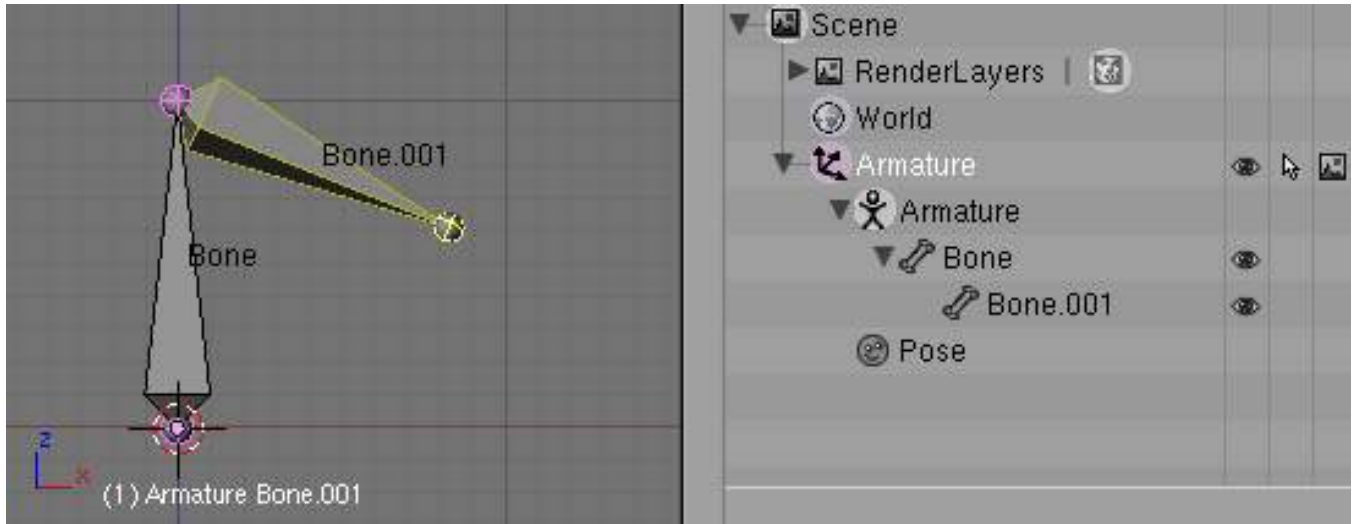 Bone.001
Bone
z
x
(1) Armature Bone.001
Scene
RenderLayers |
World
Armature
Armature
Bone
Bone.001
Pose